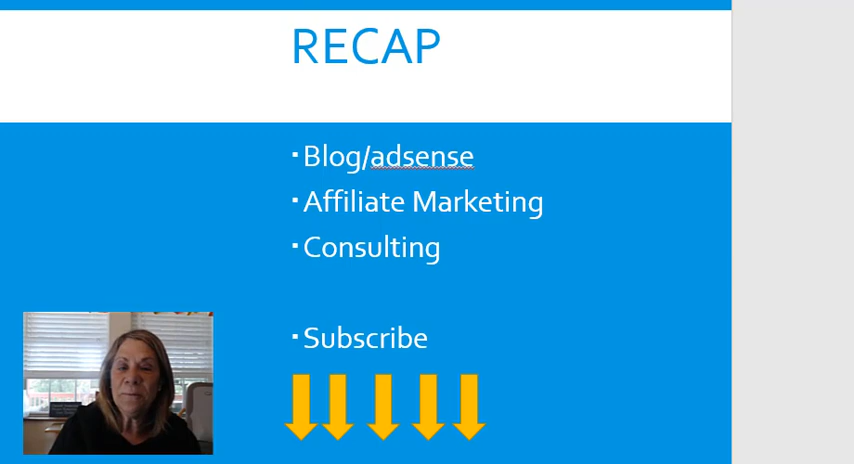 RECAP
Blog/adsense
Affiliate Marketing
Consulting
Subscribe